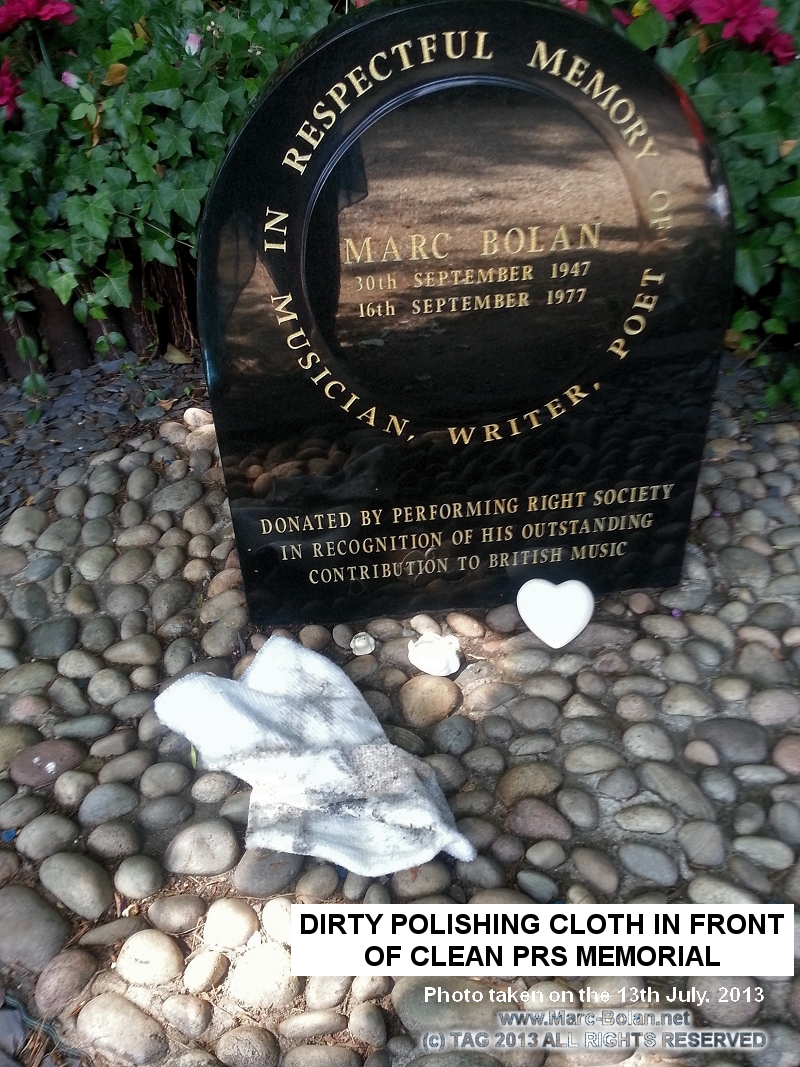 IN RESPECTFUL MEMORY OF
MARC BOLAN
30th SEPTEMBER 1947
16th SEPTEMBER 1977
MUSICIAN, WRITER, POET
DONATED BY PERFORMING RIGHT SOCIETY
IN RECOGNITION OF HIS OUTSTANDING
CONTRIBUTION TO BRITISH MUSIC
DIRTY POLISHING CLOTH IN FRONT
OF CLEAN PRS MEMORIAL
Photo taken on the 13th July. 2013
www.Marc-Bolan.net
(c) TAG 2013 ALL RIGHTS RESERVED